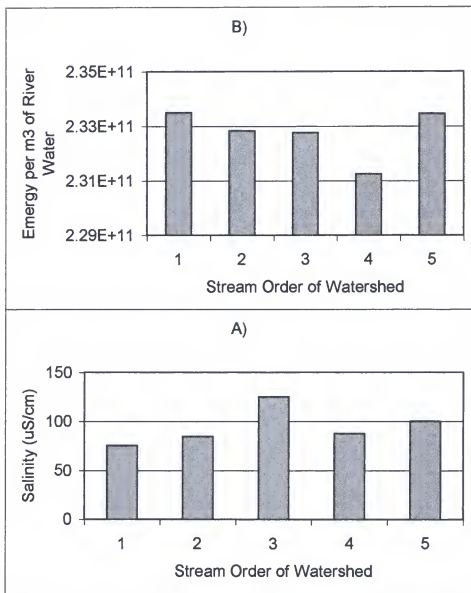 B)
Emergy per m3 of River
Water
2.35E+11
2.33E+11
2.31E+11
2.29E+11
1 2 3 4 5
Stream Order of Watershed
A)
Salinity (uS/cm)
150
100
50
0
1 2 3 4 5
Stream Order of Watershed